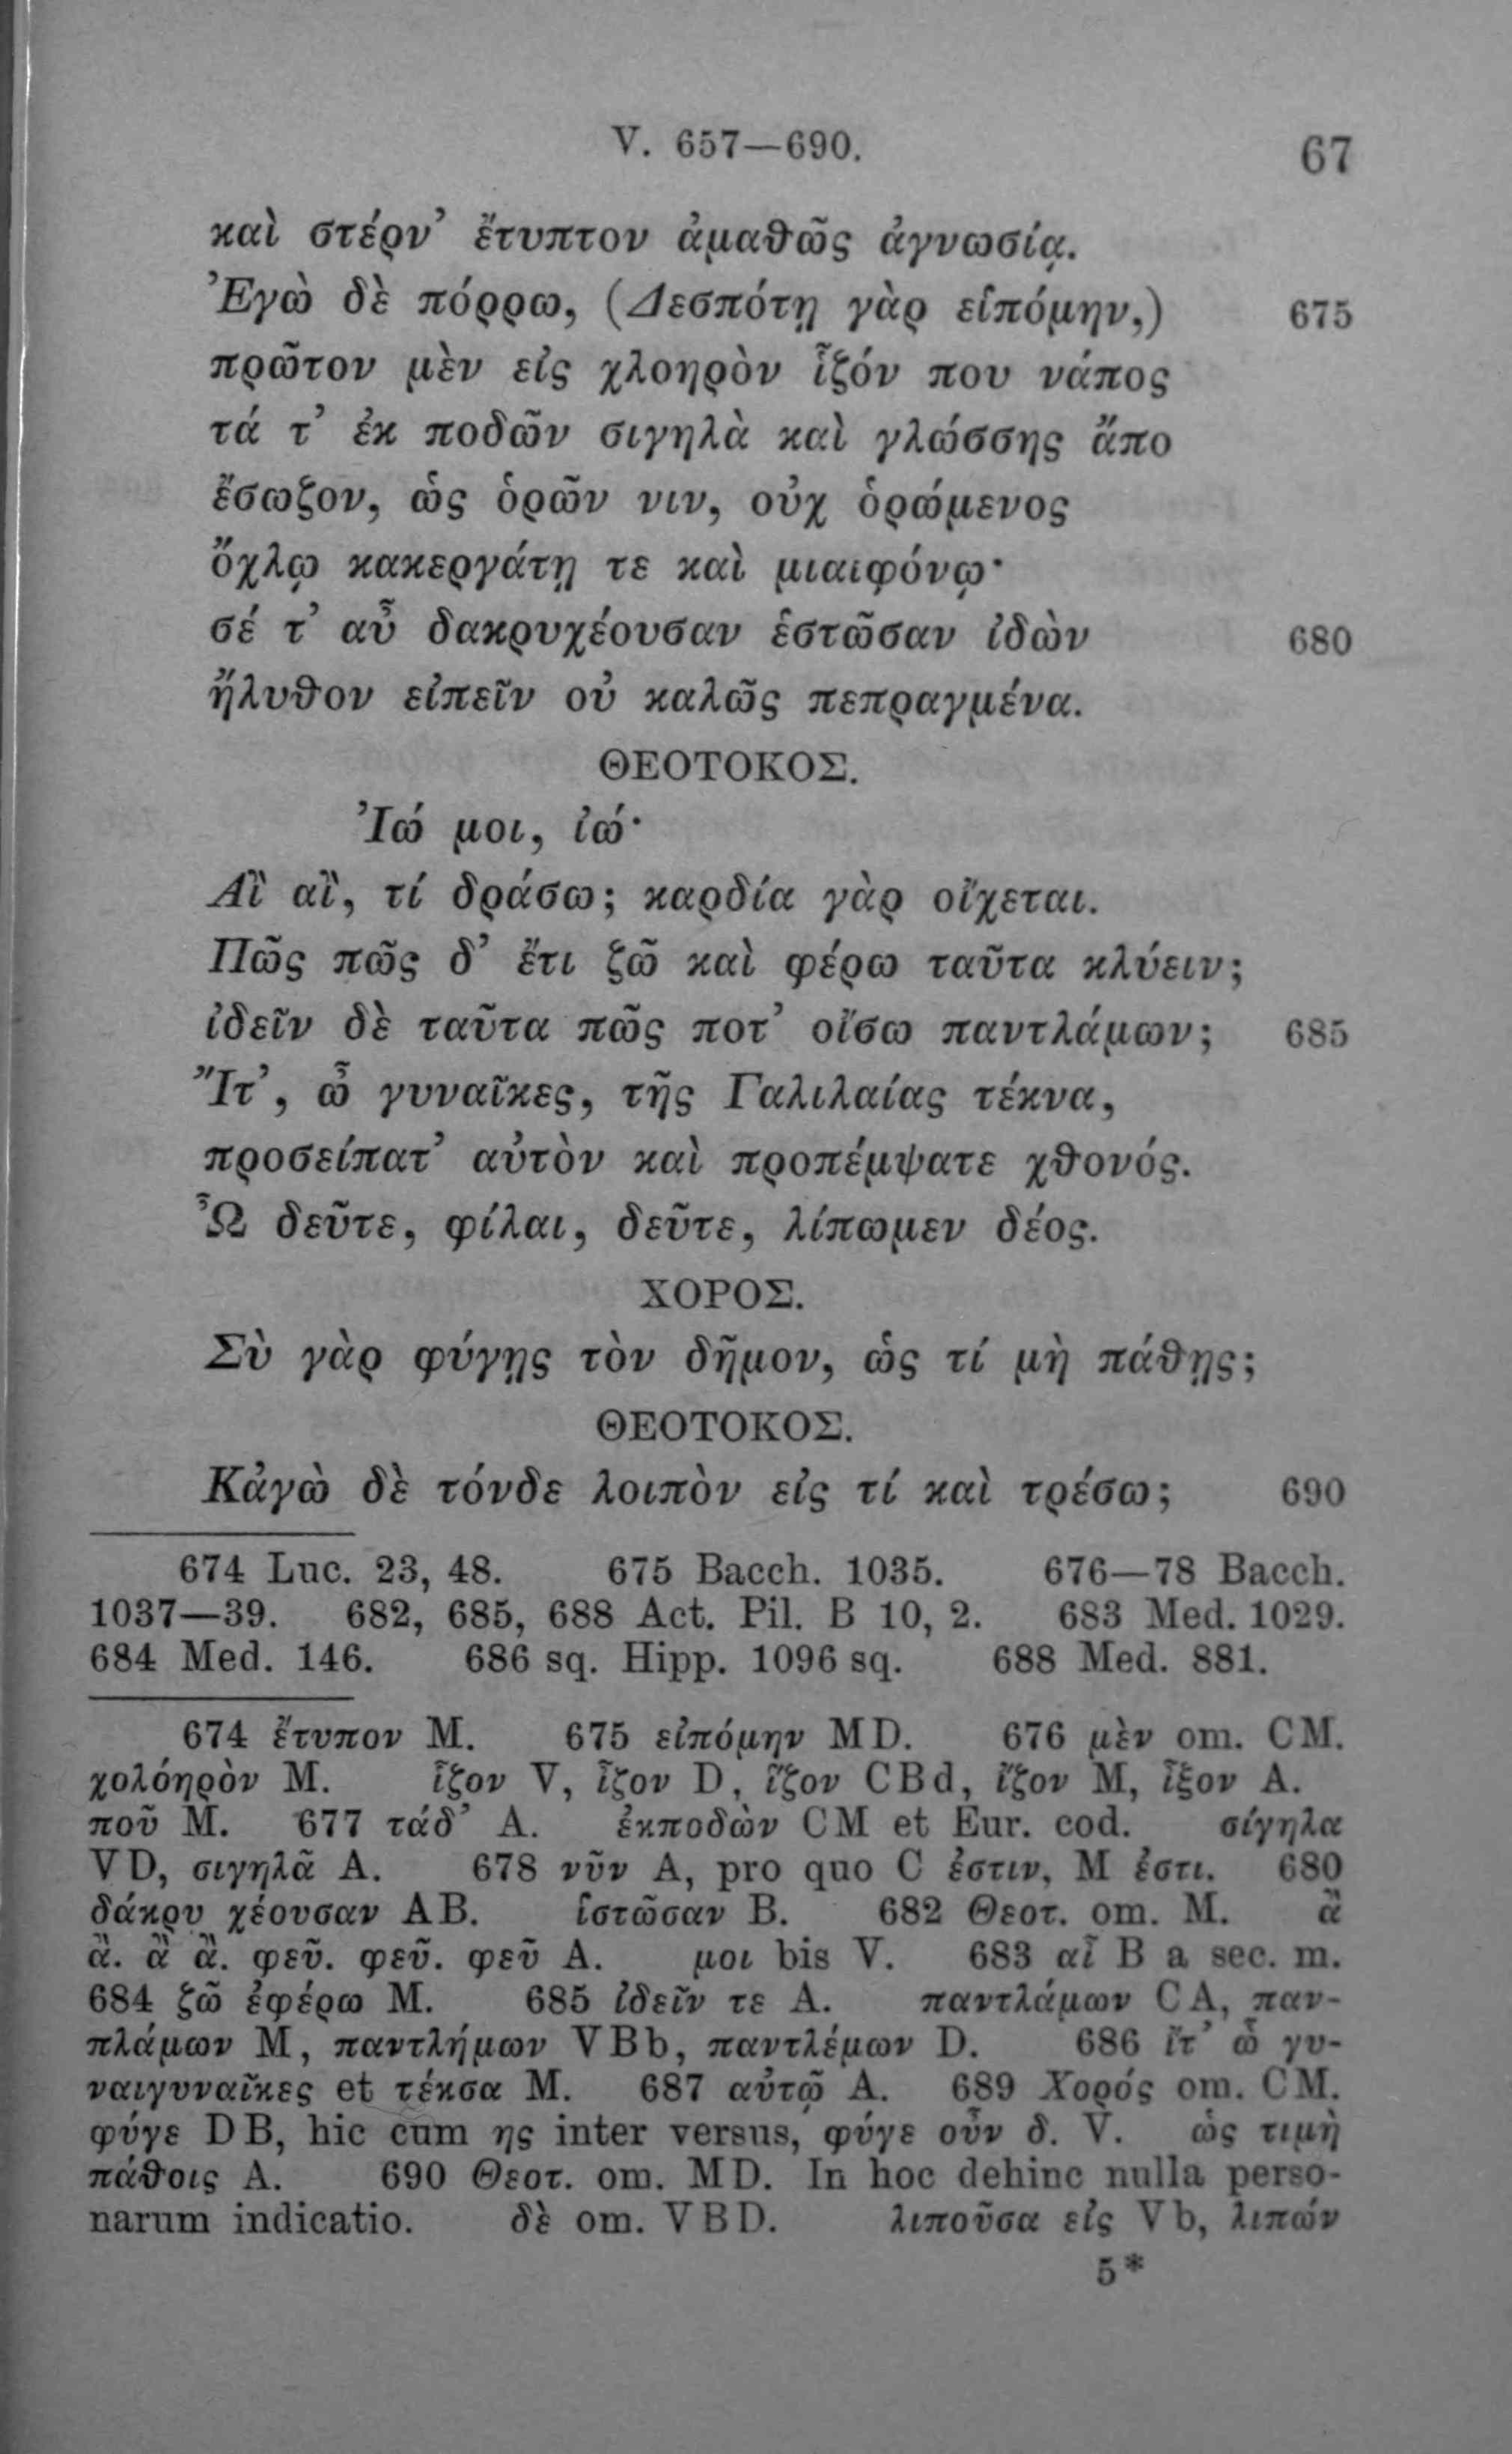 V. 657—690.
67
καὶ στέρν’ ἔτυπτον ἀμαθῶς ἀγνωσίᾳ.
Ἐγὼ δὲ πόρρω, (Δεσπότῃ γὰρ εἱπόμην,) 675
πρῶτον μὲν εἰς χλοηρὸν ἷζόν που νάπος
τά τ’ ἐκ ποδῶν σιγηλὰ καὶ γλώσσης ἄπο
ἔσωζον, ὡς ὁρῶν νιν, οὐχ ὁρώμενος
ὄχλῳ κακεργάτῃ τε καὶ μιαιφόνῳ·
σέ τ’ αὖ δακρυχέουσαν ἑστῶσαν ἰδὼν 680
ἤλυθον εἰπεῖν οὐ καλῶς πεπραγμένα.
ΘΕΟΤΟΚΟΣ.
Ἰώ μοι, ἰώ·
Αἲ αἲ, τί δράσω; καρδία γὰρ οἴχεται.
Πῶς πῶς δ’ ἔτι ζῶ καὶ φέρω ταῦτα κλύειν;
ἰδεῖν δὲ ταῦτα πῶς ποτ’ οἴσω παντλάμων; 685
Ἴτ’, ὦ γυναῖκες, τῆς Γαλιλαίας τέκνα,
προσείπατ’ αὐτὸν καὶ προπέμψατε χθονός.
Ὦ δεῦτε, φίλαι, δεῦτε, λίπωμεν δέος.
ΧΟΡΟΣ.
Σὺ γὰρ φύγῃς τὸν δῆμον, ὡς τί μὴ πάθῃς;
ΘΕΟΤΟΚΟΣ.
Κἀγὼ δὲ τόνδε λοιπὸν εἰς τί καὶ τρέσω; 690
674 Luc. 23, 48. 675 Bacch. 1035. 676—78 Bacch.
1037—39. 682, 685, 688 Act. Pil. B 10, 2. 683 Med. 1029.
684 Med. 146. 686 sq. Hipp. 1096 sq. 688 Med. 881.
674 ἔτυπον M. 675 εἰπόμην MD. 676 μὲν om. CM.
χολόηρὸν M. ἷζον V, ἶζον D, ἵζον CBd, ἴζον M, ἷξον A.
ποῦ M. 677 τάδ’ A. ἐκποδὼν CM et Eur. cod. σίγηλα
VD, σιγηλᾶ A. 678 νῦν A, pro quo C ἐστιν, M ἐστι. 680
δάκρυ χέουσαν AB. ἱστῶσαν B. 682 Θεοτ. om. M. ἃ
ἃ. ἃ ἃ. φεῦ. φεῦ. φεῦ A. μοι bis V. 683 αἶ B a sec. m.
684 ζῶ ἐφέρω M. 685 ἰδεῖν τε A. παντλάμων CA, παν-
πλάμων M, παντλήμων VBb, παντλέμων D. 686 ἴτ’ ὦ γυ-
ναιγυναῖκες et τέκσα M. 687 αὐτῷ A. 689 Χορός om. CM.
φύγε DB, hic cum ης inter versus, φύγε οὖν δ. V. ὡς τιμὴ
πάθοις A. 690 Θεοτ. om. MD. In hoc dehinc nulla perso-
narum indicatio. δὲ om. VBD. λιποῦσα εἰς Vb, λιπών
5*